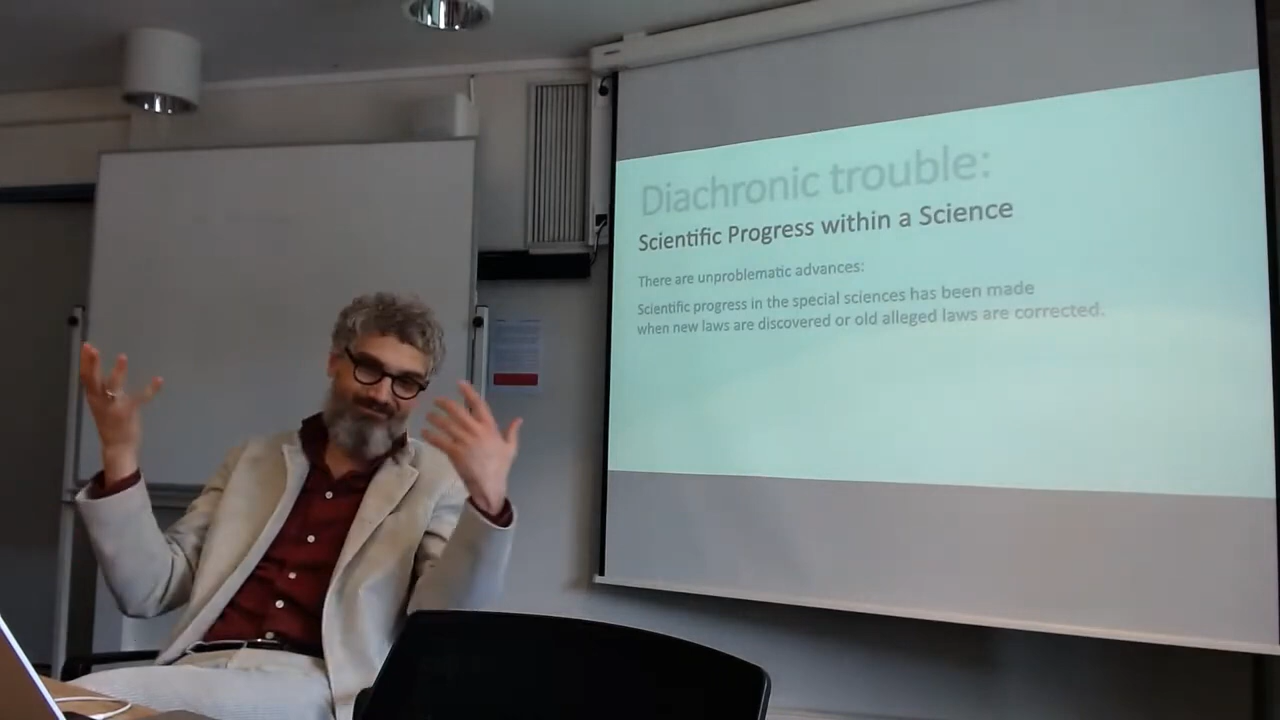 Diachronic trouble:
Scientific Progress within a Science
There are unproblematic advances:
Scientific progress in the special sciences has been made
when new laws are discovered or old alleged laws are corrected.